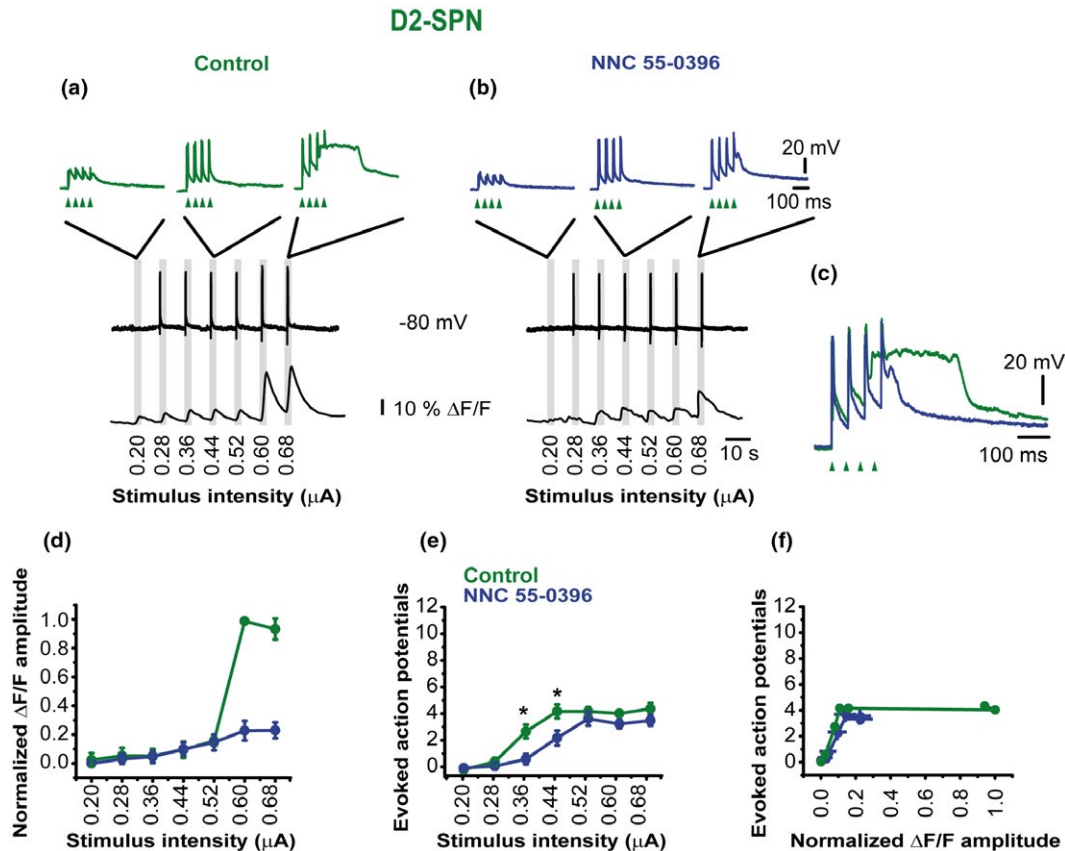 D2-SPN
Control
NNC 55-0396
(a)
(b)
20 mV
100 ms
-80 mV
10 % ΔF/F
0.20
0.28
0.36
0.44
0.52
0.60
0.68
Stimulus intensity (μA)
0.20
0.28
0.36
0.44
0.52
0.60
0.68
10 s
Stimulus intensity (μA)
(c)
20 mV
100 ms
(d)
Normalized ΔF/F amplitude
1.0
0.8
0.6
0.4
0.2
0.0
0.20
0.28
0.36
0.44
0.52
0.60
0.68
Stimulus intensity (μA)
(e)
Control
NNC 55-0396
Evoked action potentials
12
10
8
6
4
2
0
*
*
0.20
0.28
0.36
0.44
0.52
0.60
0.68
Stimulus intensity (μA)
(f)
Evoked action potentials
12
10
8
6
4
2
0
0.0
0.2
0.4
0.6
0.8
1.0
Normalized ΔF/F amplitude